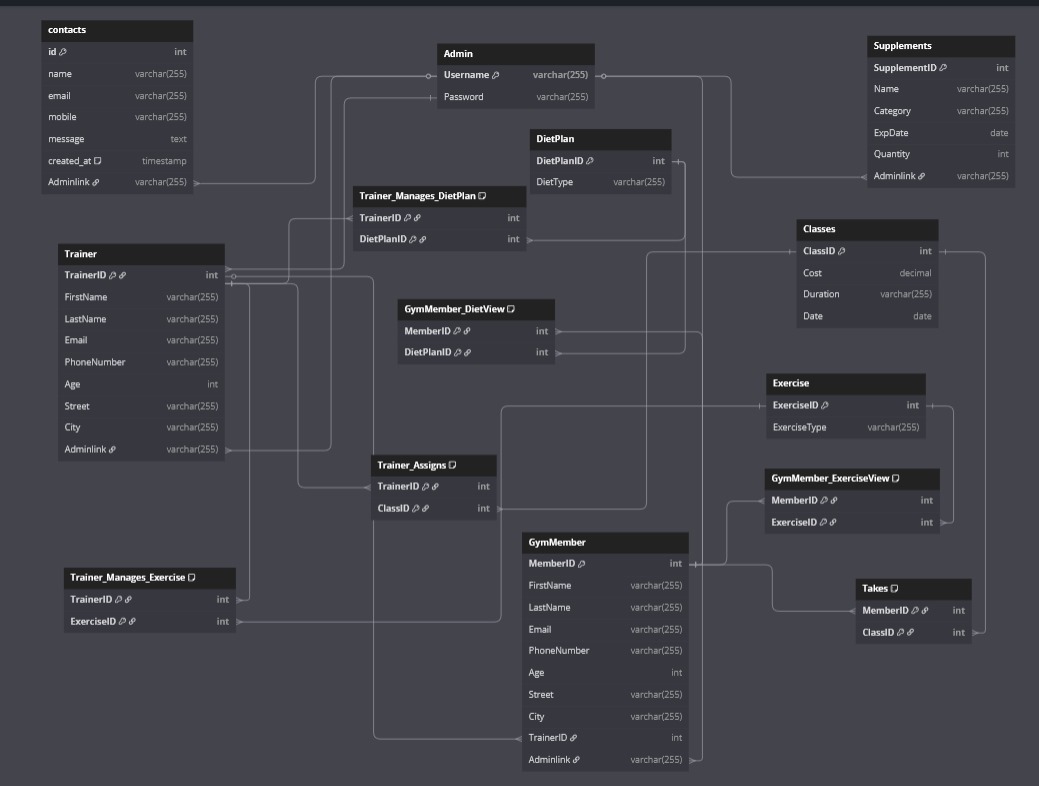 contacts
id int
name varchar(255)
email varchar(255)
mobile varchar(255)
message text
created_at timestamp
Adminlink varchar(255)
Admin
Username varchar(255)
Password varchar(255)
Supplements
SupplementID int
Name varchar(255)
Category varchar(255)
ExpDate date
Quantity int
Adminlink varchar(255)
DietPlan
DietPlanID int
DietType varchar(255)
Trainer_Manages_DietPlan
TrainerID int
DietPlanID int
Trainer
TrainerID int
FirstName varchar(255)
LastName varchar(255)
Email varchar(255)
PhoneNumber varchar(255)
Age int
Street varchar(255)
City varchar(255)
Adminlink varchar(255)
Classes
ClassID int
Cost decimal
Duration varchar(255)
Date date
GymMember_DietView
MemberID int
DietPlanID int
Exercise
ExerciseID int
ExerciseType varchar(255)
Trainer_Assigns
TrainerID int
ClassID int
GymMember_ExerciseView
MemberID int
ExerciseID int
GymMember
MemberID int
FirstName varchar(255)
LastName varchar(255)
Email varchar(255)
PhoneNumber varchar(255)
Age int
Street varchar(255)
City varchar(255)
TrainerID int
Adminlink varchar(255)
Trainer_Manages_Exercise
TrainerID int
ExerciseID int
Takes
MemberID int
ClassID int